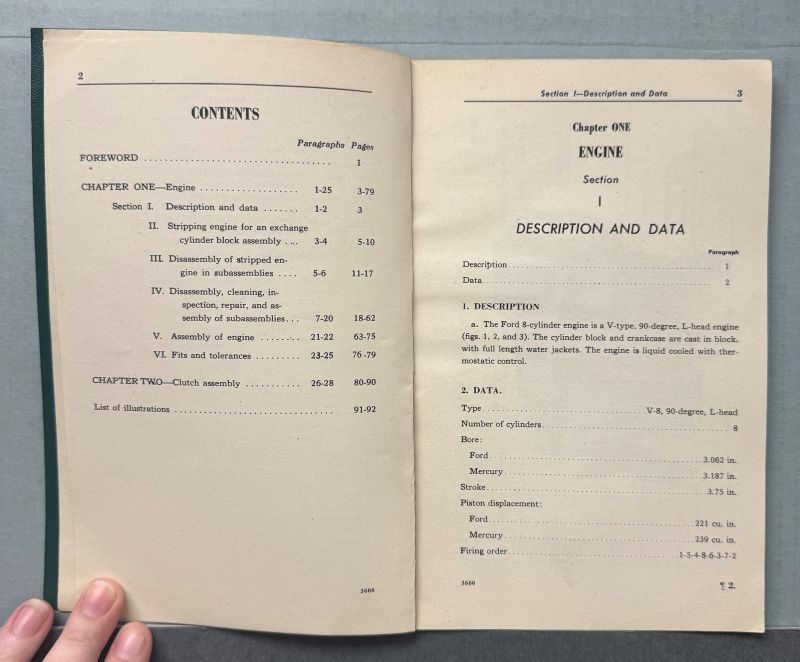 2
CONTENTS
Paragraphs Pages
FOREWORD .................................. 1
CHAPTER ONE—Engine .................. 1-25 3-79
Section I. Description and data ....... 1-2 3
II. Stripping engine for an exchange
cylinder block assembly .... 3-4 5-10
III. Disassembly of stripped en-
gine in subassemblies .... 5-6 11-17
IV. Disassembly, cleaning, in-
spection, repair, and as-
sembly of subassemblies... 7-20 18-62
V. Assembly of engine ........ 21-22 63-75
VI. Fits and tolerances ......... 23-25 76-79
CHAPTER TWO—Clutch assembly ........... 26-28 80-90
List of illustrations ............................. 91-92
3666
Section I—Description and Data 3
Chapter ONE
ENGINE
Section
I
DESCRIPTION AND DATA
Paragraph
Description............................................. 1
Data..................................................... 2
1. DESCRIPTION
a. The Ford 8-cylinder engine is a V-type, 90-degree, L-head engine
(figs. 1, 2, and 3). The cylinder block and crankcase are cast in block,
with full length water jackets. The engine is liquid cooled with ther-
mostatic control.
2. DATA.
Type.................................V-8, 90-degree, L-head
Number of cylinders..................................... 8
Bore:
Ford...........................................3.062 in.
Mercury........................................3.187 in.
Stroke.............................................3.75 in.
Piston displacement:
Ford.........................................221 cu. in.
Mercury......................................239 cu. in.
Firing order..................................1-5-4-8-6-3-7-2
3666 ¶ 2.